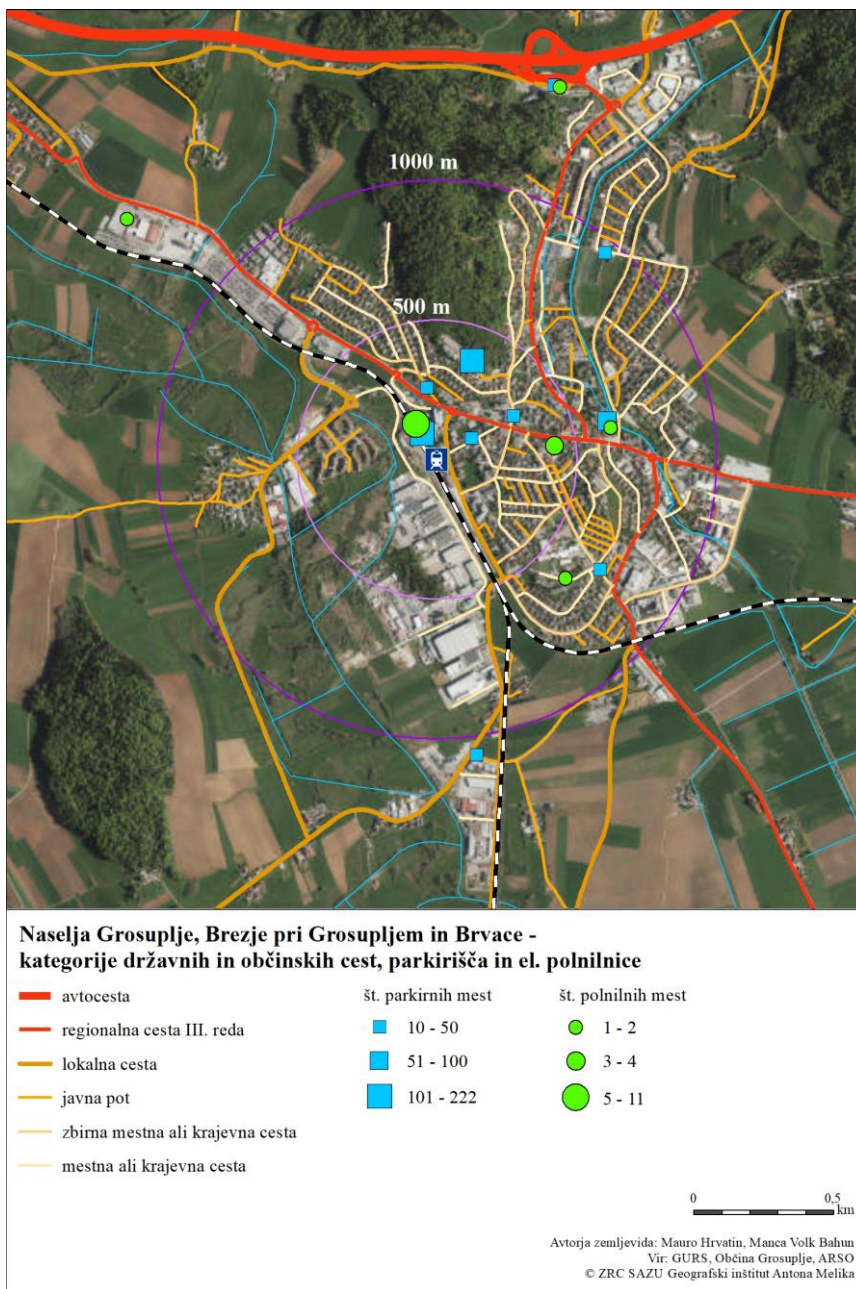 1000 m
500 m
Naselja Grosuplje, Brezje pri Grosupljem in Brvace -
kategorije državnih in občinskih cest, parkirišča in el. polnilnice
avtocesta
regionalna cesta III. reda
lokalna cesta
javna pot
zbirna mestna ali krajevna cesta
mestna ali krajevna cesta
št. parkirnih mest
10 - 50
51 - 100
101 - 222
št. polnilnih mest
1 - 2
3 - 4
5 - 11
0 0,5
km
Avtorja zemljevida: Mauro Hrvatin, Manca Volk Bahun
Vir: GURS, Občina Grosuplje, ARSO
© ZRC SAZU Geografski inštitut Antona Melika